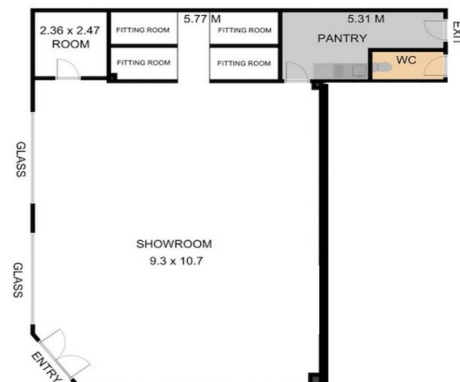 5.77 M
5.31 M
2.36 x 2.47
ROOM
FITTING ROOM
FITTING ROOM
FITTING ROOM
FITTING ROOM
PANTRY
EXIT
WC
GLASS
SHOWROOM
9.3 x 10.7
GLASS
ENTRY